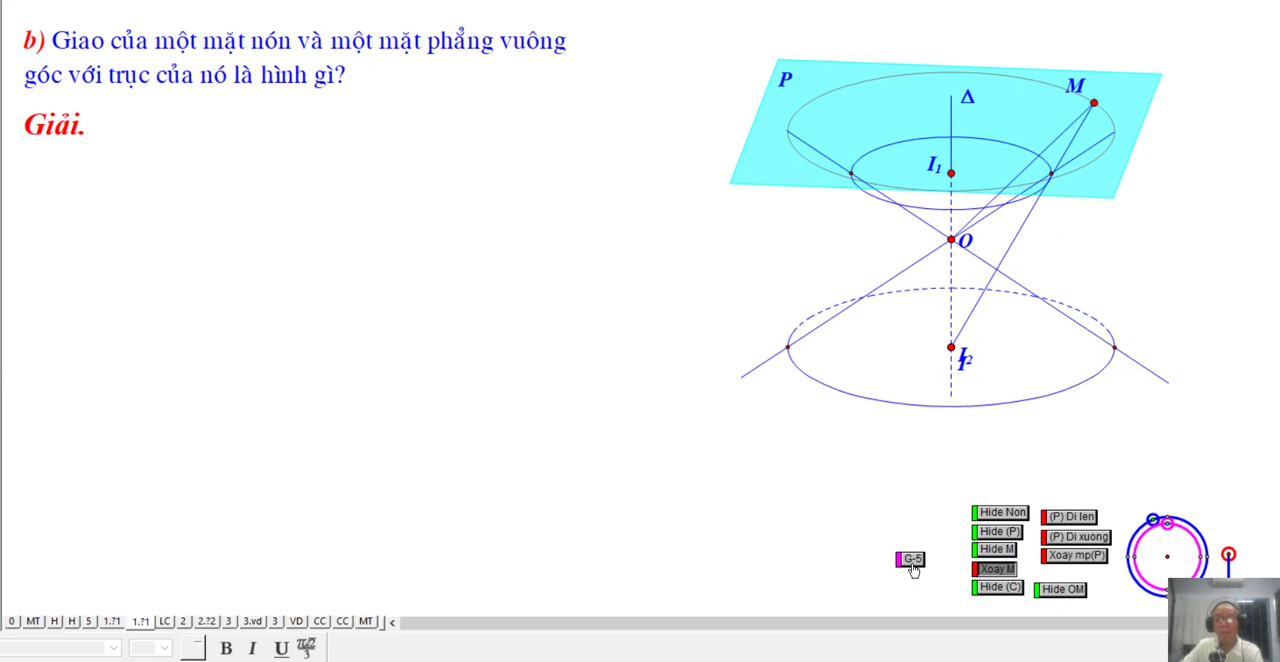 b) Giao của một mặt nón và một mặt phẳng vuông
góc với trục của nó là hình gì?
Giải.
P
M
Δ
I1
O
I2
Hide Non
(P) Di len
Hide (P)
(P) Di xuong
Hide M
Xoay mp(P)
G-5
Xoay M
Hide (C)
Hide OM
0 MT H H 5 1.?1 1.?1 LC 2 2.?2 3 3.vd 3 VD CC CC MT <
B I U